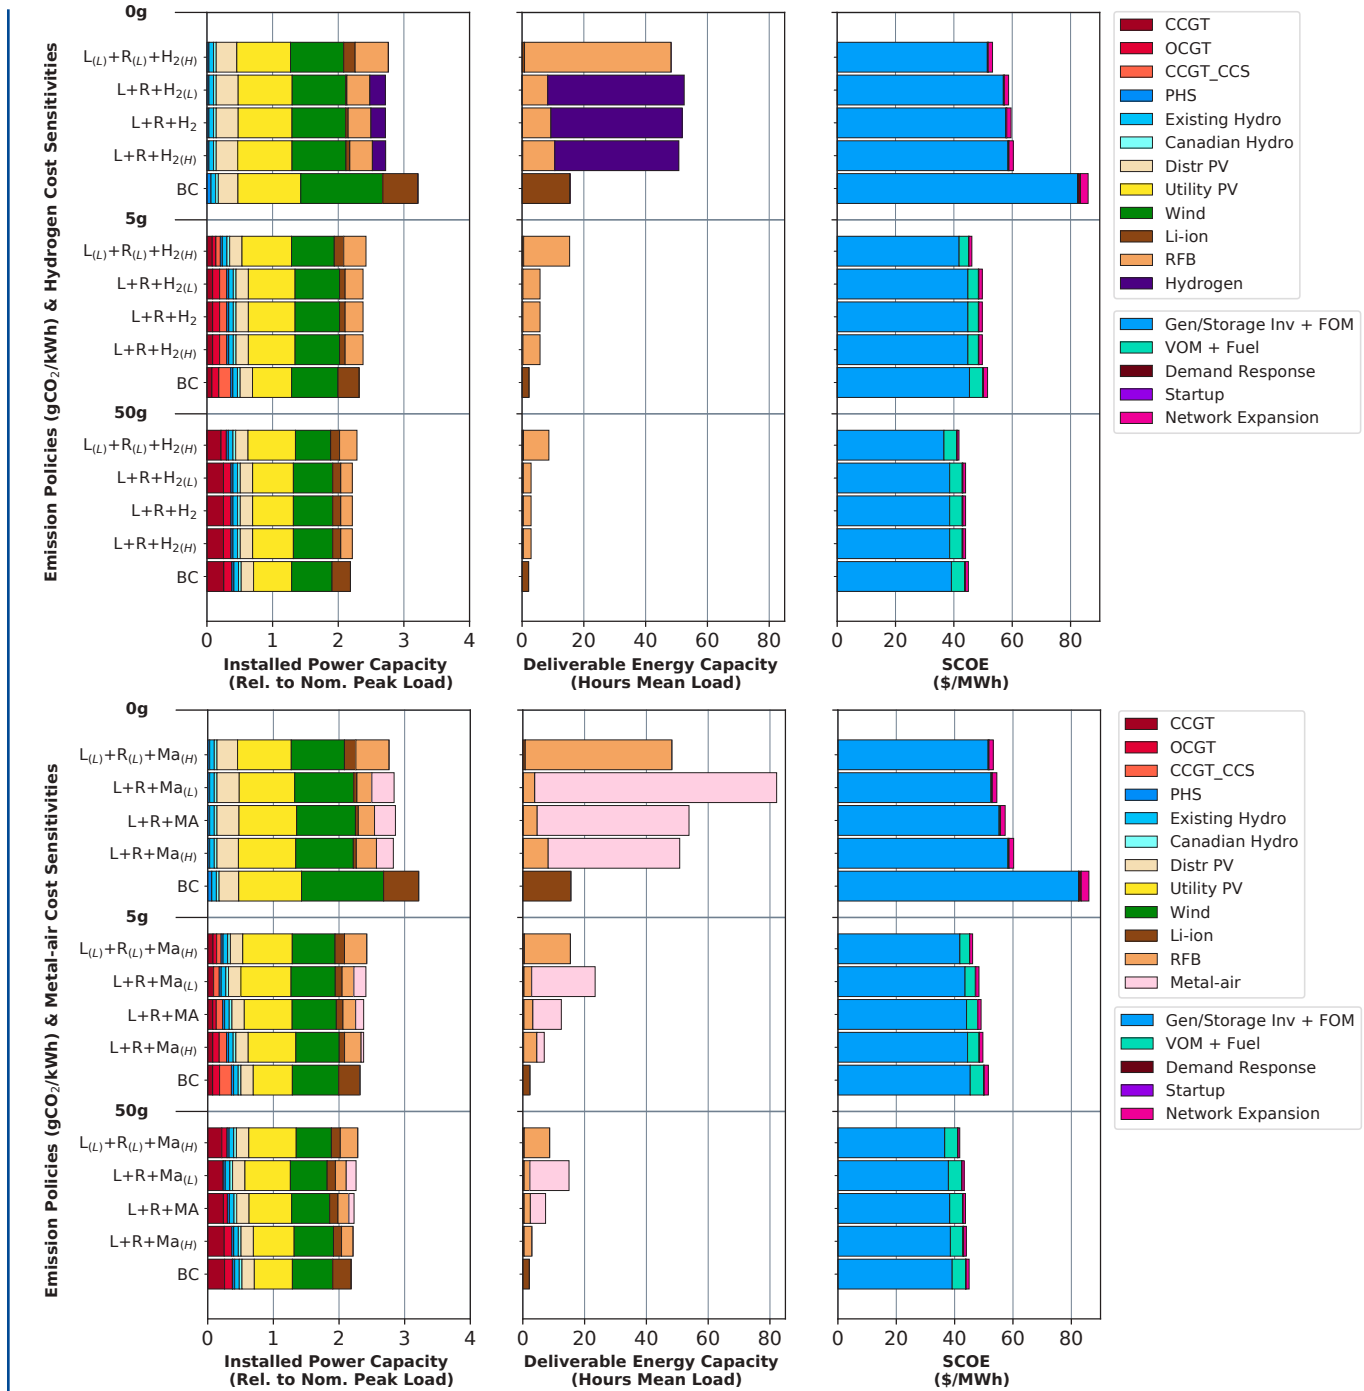 Emission Policies (gCO₂/kWh) & Hydrogen Cost Sensitivities
0g
L(L)+R(L)+H2(H)
L+R+H2(L)
L+R+H2
L+R+H2(H)
BC
5g
L(L)+R(L)+H2(H)
L+R+H2(L)
L+R+H2
L+R+H2(H)
BC
50g
L(L)+R(L)+H2(H)
L+R+H2(L)
L+R+H2
L+R+H2(H)
BC
0 1 2 3 4
Installed Power Capacity
(Rel. to Nom. Peak Load)
0 20 40 60 80
Deliverable Energy Capacity
(Hours Mean Load)
0 20 40 60 80
SCOE
($/MWh)
CCGT
OCGT
CCGT_CCS
PHS
Existing Hydro
Canadian Hydro
Distr PV
Utility PV
Wind
Li-ion
RFB
Hydrogen
Gen/Storage Inv + FOM
VOM + Fuel
Demand Response
Startup
Network Expansion
Emission Policies (gCO₂/kWh) & Metal-air Cost Sensitivities
0g
L(L)+R(L)+Ma(H)
L+R+Ma(L)
L+R+MA
L+R+Ma(H)
BC
5g
L(L)+R(L)+Ma(H)
L+R+Ma(L)
L+R+MA
L+R+Ma(H)
BC
50g
L(L)+R(L)+Ma(H)
L+R+Ma(L)
L+R+MA
L+R+Ma(H)
BC
0 1 2 3 4
Installed Power Capacity
(Rel. to Nom. Peak Load)
0 20 40 60 80
Deliverable Energy Capacity
(Hours Mean Load)
0 20 40 60 80
SCOE
($/MWh)
CCGT
OCGT
CCGT_CCS
PHS
Existing Hydro
Canadian Hydro
Distr PV
Utility PV
Wind
Li-ion
RFB
Metal-air
Gen/Storage Inv + FOM
VOM + Fuel
Demand Response
Startup
Network Expansion